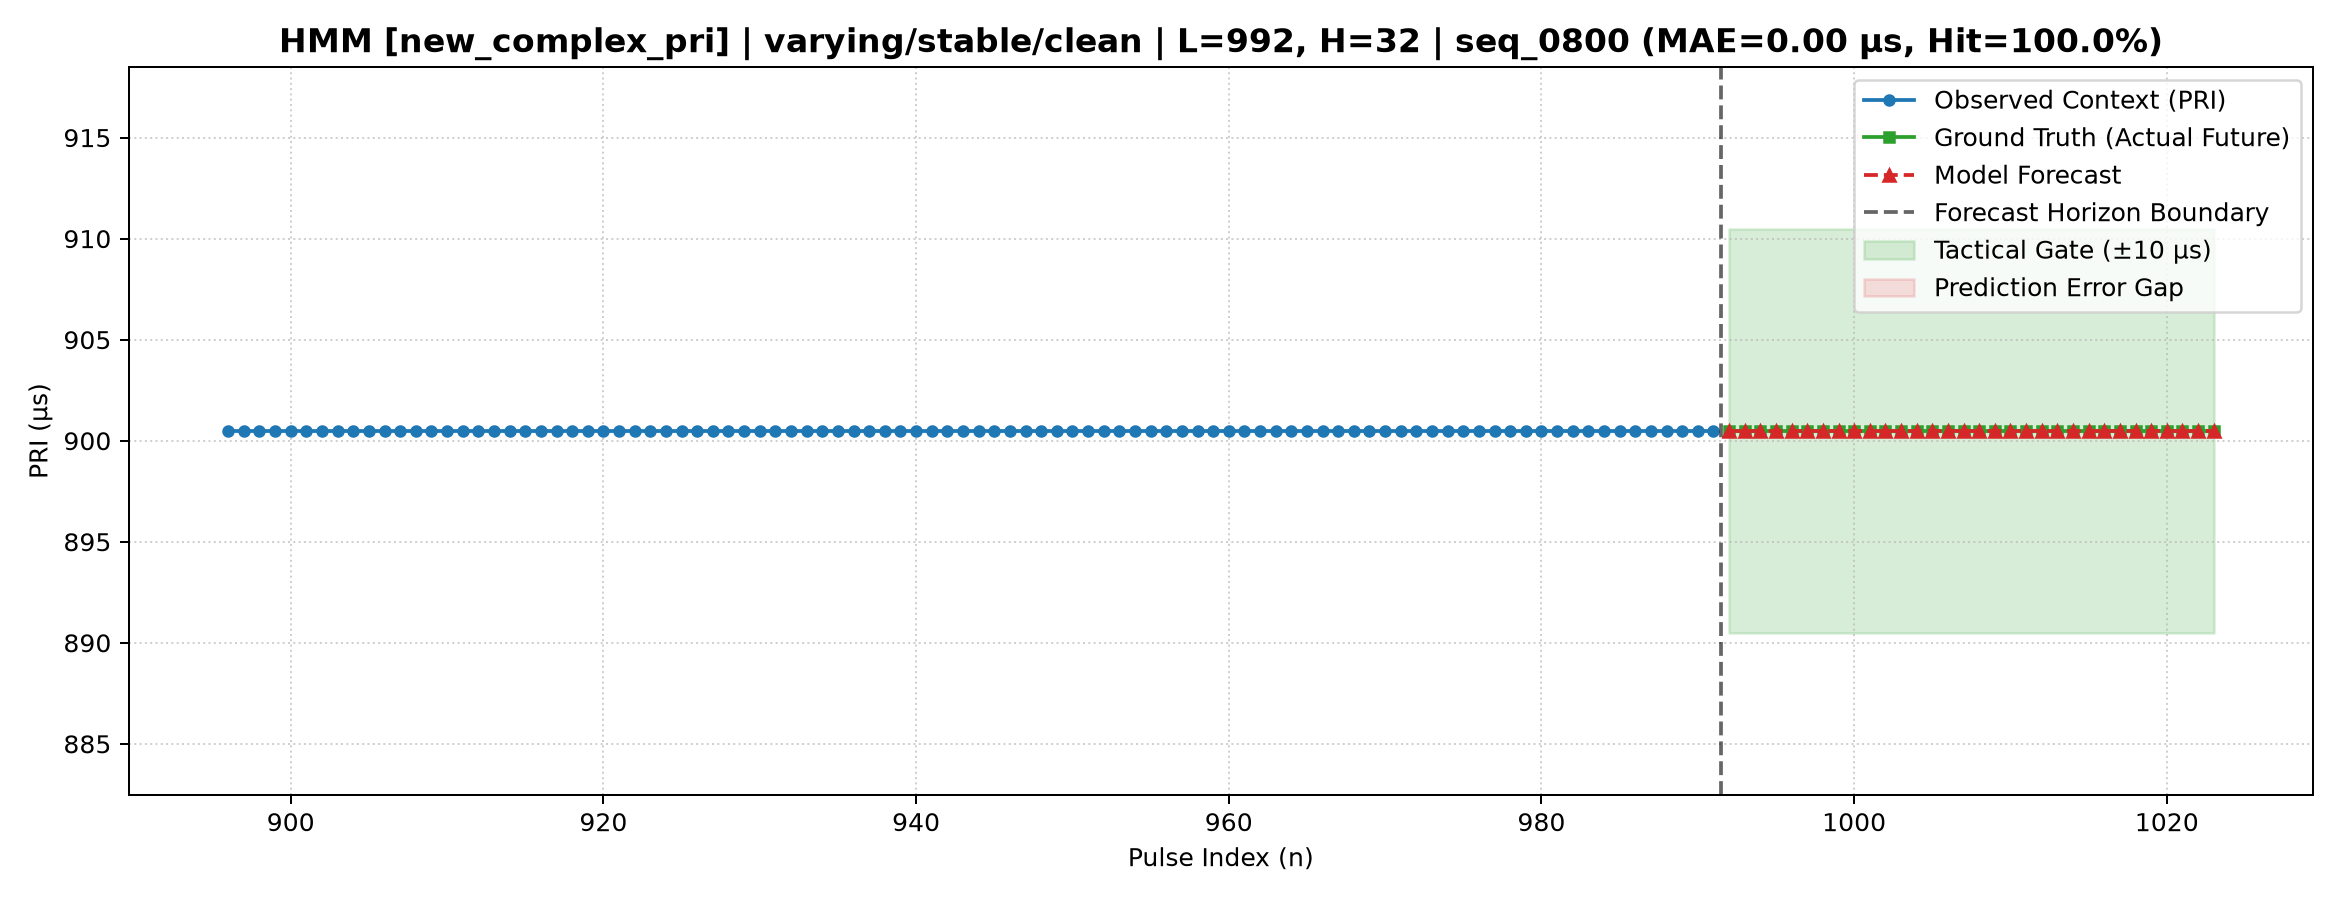 HMM [new_complex_pri] | varying/stable/clean | L=992, H=32 | seq_0800 (MAE=0.00 µs, Hit=100.0%)
Observed Context (PRI)
Ground Truth (Actual Future)
Model Forecast
Forecast Horizon Boundary
Tactical Gate (±10 µs)
Prediction Error Gap
PRI (µs)
915
910
905
900
895
890
885
900
920
940
960
980
1000
1020
Pulse Index (n)